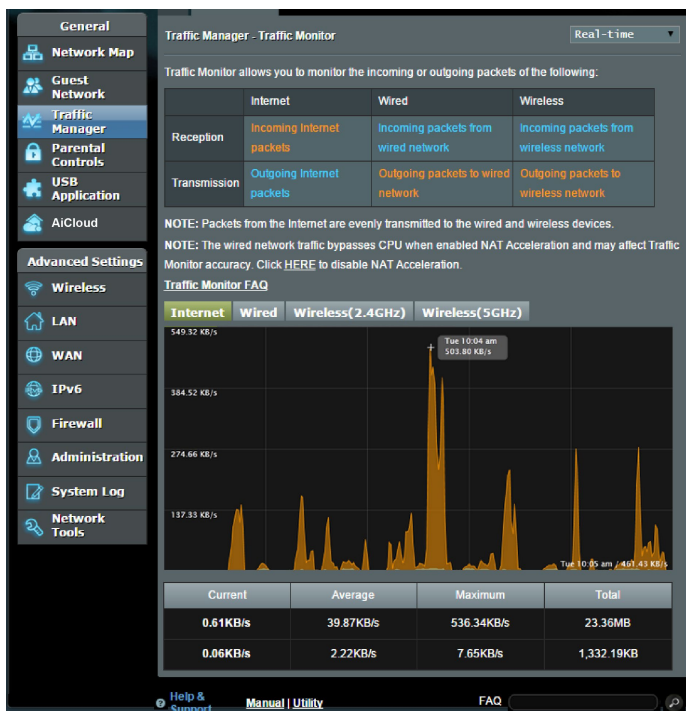 General
Network Map
Guest
Network
Traffic
Manager
Parental
Controls
USB
Application
AiCloud
Advanced Settings
Wireless
LAN
WAN
IPv6
Firewall
Administration
System Log
Network
Tools
Traffic Manager - Traffic Monitor
Real-time
Traffic Monitor allows you to monitor the incoming or outgoing packets of the following:
Internet Wired Wireless
Reception
Incoming Internet
packets
Incoming packets from
wired network
Incoming packets from
wireless network
Transmission
Outgoing Internet
packets
Outgoing packets to wired
network
Outgoing packets to
wireless network
NOTE: Packets from the Internet are evenly transmitted to the wired and wireless devices.
NOTE: The wired network traffic bypasses CPU when enabled NAT Acceleration and may affect Traffic
Monitor accuracy. Click HERE to disable NAT Acceleration.
Traffic Monitor FAQ
Internet Wired Wireless(2.4GHz) Wireless(5GHz)
549.32 KB/s
Tue 10:04 am
503.80 KB/s
384.52 KB/s
274.66 KB/s
137.33 KB/s
Tue 10:05 am / 461.43 KB/s
Current Average Maximum Total
0.61KB/s 39.87KB/s 536.34KB/s 23.36MB
0.06KB/s 2.22KB/s 7.65KB/s 1,332.19KB
Help &
Support
Manual | Utility
FAQ